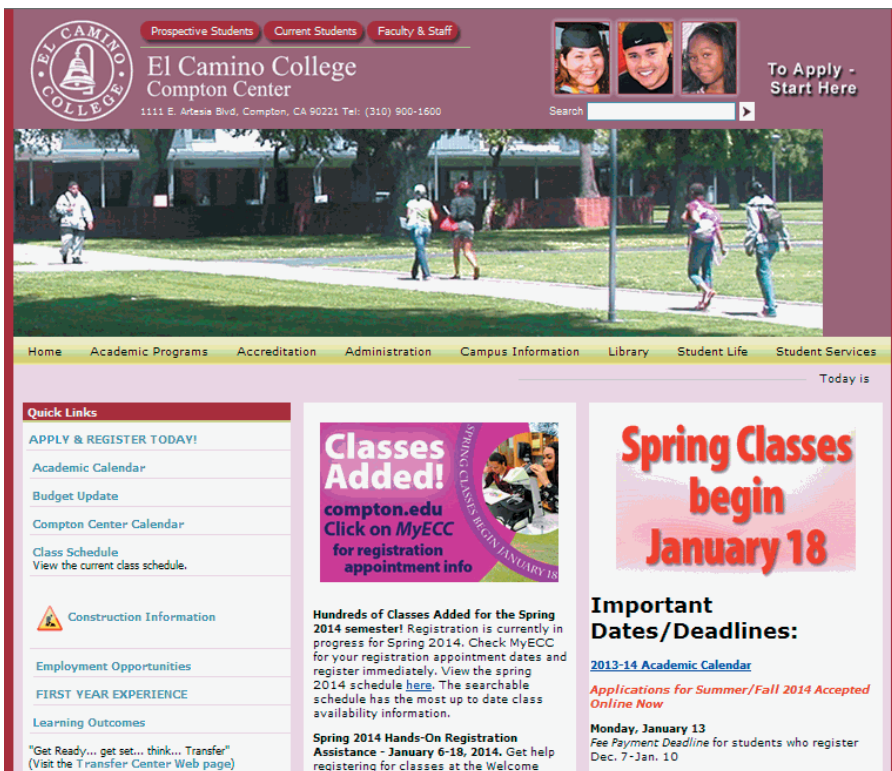 EL CAMINO COLLEGE
Prospective Students Current Students Faculty & Staff
El Camino College
Compton Center
1111 E. Artesia Blvd, Compton, CA 90221 Tel: (310) 900-1600
Search
To Apply -
Start Here
Home Academic Programs Accreditation Administration Campus Information Library Student Life Student Services
Today is
Quick Links
APPLY & REGISTER TODAY!
Academic Calendar
Budget Update
Compton Center Calendar
Class Schedule
View the current class schedule.
Construction Information
Employment Opportunities
FIRST YEAR EXPERIENCE
Learning Outcomes
"Get Ready... get set... think... Transfer"
(Visit the Transfer Center Web page)
Classes
Added!
compton.edu
Click on MyECC
for registration
appointment info
SPRING CLASSES BEGIN JANUARY 18
Hundreds of Classes Added for the Spring
2014 semester! Registration is currently in
progress for Spring 2014. Check MyECC
for your registration appointment dates and
register immediately. View the spring
2014 schedule here. The searchable
schedule has the most up to date class
availability information.
Spring 2014 Hands-On Registration
Assistance - January 6-18, 2014. Get help
registering for classes at the Welcome
Spring Classes
begin
January 18
Important
Dates/Deadlines:
2013-14 Academic Calendar
Applications for Summer/Fall 2014 Accepted
Online Now
Monday, January 13
Fee Payment Deadline for students who register
Dec. 7-Jan. 10